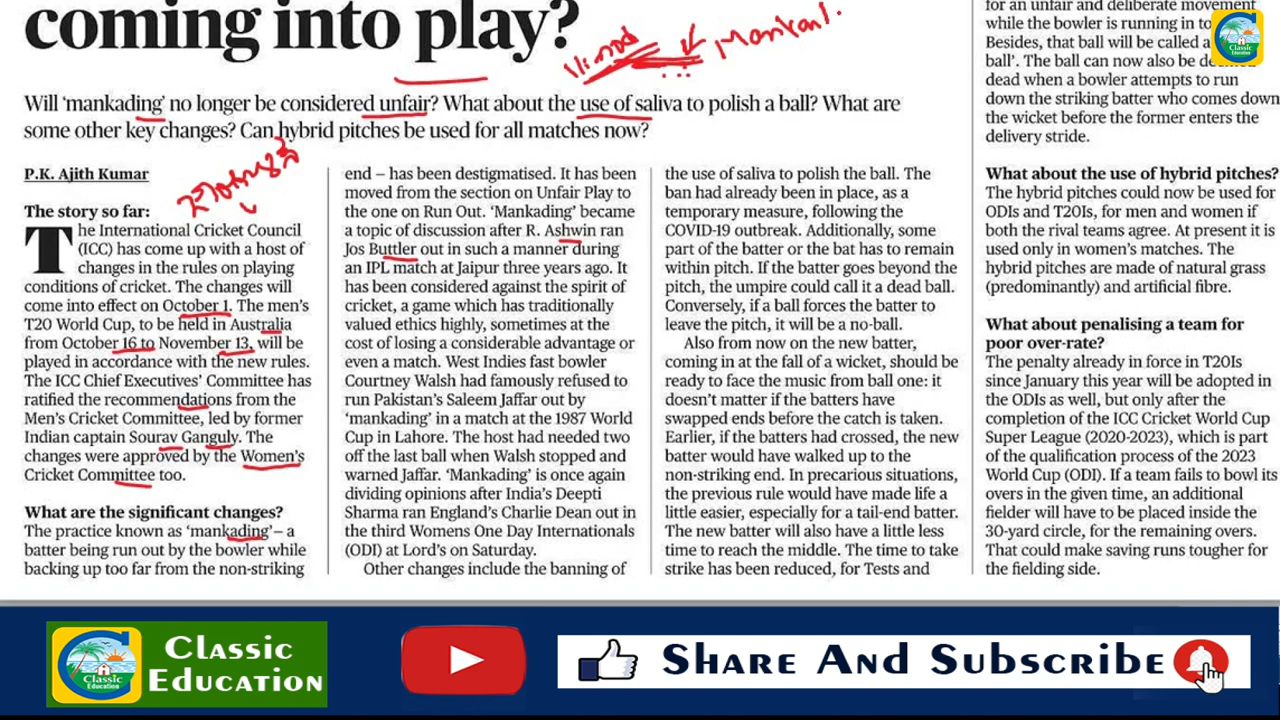 coming into play?
Mankad
Will ‘mankading’ no longer be considered unfair? What about the use of saliva to polish a ball? What are
some other key changes? Can hybrid pitches be used for all matches now?
P.K. Ajith Kumar
The story so far:
The International Cricket Council
(ICC) has come up with a host of
changes in the rules on playing
conditions of cricket. The changes will
come into effect on October 1. The men’s
T20 World Cup, to be held in Australia
from October 16 to November 13, will be
played in accordance with the new rules.
The ICC Chief Executives’ Committee has
ratified the recommendations from the
Men’s Cricket Committee, led by former
Indian captain Sourav Ganguly. The
changes were approved by the Women’s
Cricket Committee too.
What are the significant changes?
The practice known as ‘mankading’ – a
batter being run out by the bowler while
backing up too far from the non-striking
end – has been destigmatised. It has been
moved from the section on Unfair Play to
the one on Run Out. ‘Mankading’ became
a topic of discussion after R. Ashwin ran
Jos Buttler out in such a manner during
an IPL match at Jaipur three years ago. It
has been considered against the spirit of
cricket, a game which has traditionally
valued ethics highly, sometimes at the
cost of losing a considerable advantage or
even a match. West Indies fast bowler
Courtney Walsh had famously refused to
run Pakistan’s Saleem Jaffar out by
‘mankading’ in a match at the 1987 World
Cup in Lahore. The host had needed two
off the last ball when Walsh stopped and
warned Jaffar. ‘Mankading’ is once again
dividing opinions after India’s Deepti
Sharma ran England’s Charlie Dean out in
the third Womens One Day Internationals
(ODI) at Lord’s on Saturday.
Other changes include the banning of
the use of saliva to polish the ball. The
ban had already been in place, as a
temporary measure, following the
COVID-19 outbreak. Additionally, some
part of the batter or the bat has to remain
within pitch. If the batter goes beyond the
pitch, the umpire could call it a dead ball.
Conversely, if a ball forces the batter to
leave the pitch, it will be a no-ball.
Also from now on the new batter,
coming in at the fall of a wicket, should be
ready to face the music from ball one: it
doesn’t matter if the batters have
swapped ends before the catch is taken.
Earlier, if the batters had crossed, the new
batter would have walked up to the
non-striking end. In precarious situations,
the previous rule would have made life a
little easier, especially for a tail-end batter.
The new batter will also have a little less
time to reach the middle. The time to take
strike has been reduced, for Tests and
for an unfair and deliberate movement
while the bowler is running in to
Besides, that ball will be called a
ball’. The ball can now also be deemed
dead when a bowler attempts to run
down the striking batter who comes down
the wicket before the former enters the
delivery stride.
What about the use of hybrid pitches?
The hybrid pitches could now be used for
ODIs and T20Is, for men and women if
both the rival teams agree. At present it is
used only in women’s matches. The
hybrid pitches are made of natural grass
(predominantly) and artificial fibre.
What about penalising a team for
poor over-rate?
The penalty already in force in T20Is
since January this year will be adopted in
the ODIs as well, but only after the
completion of the ICC Cricket World Cup
Super League (2020-2023), which is part
of the qualification process of the 2023
World Cup (ODI). If a team fails to bowl its
overs in the given time, an additional
fielder will have to be placed inside the
30-yard circle, for the remaining overs.
That could make saving runs tougher for
the fielding side.
Classic
Education
Classic
Education
Classic
Education
Share And Subscribe